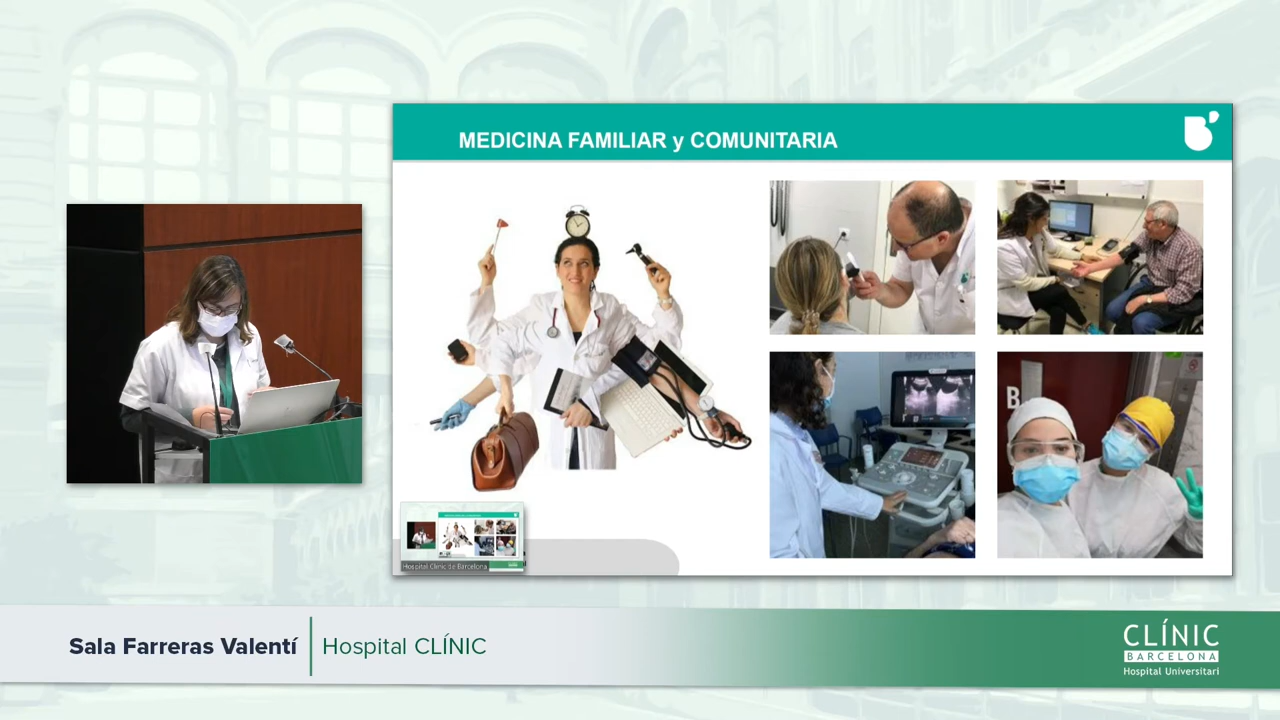 MEDICINA FAMILIAR y COMUNITARIA
B
Hospital Clínic de Barcelona
Sala Farreras Valentí
Hospital CLÍNIC
CLÍNIC
BARCELONA
Hospital Universitari